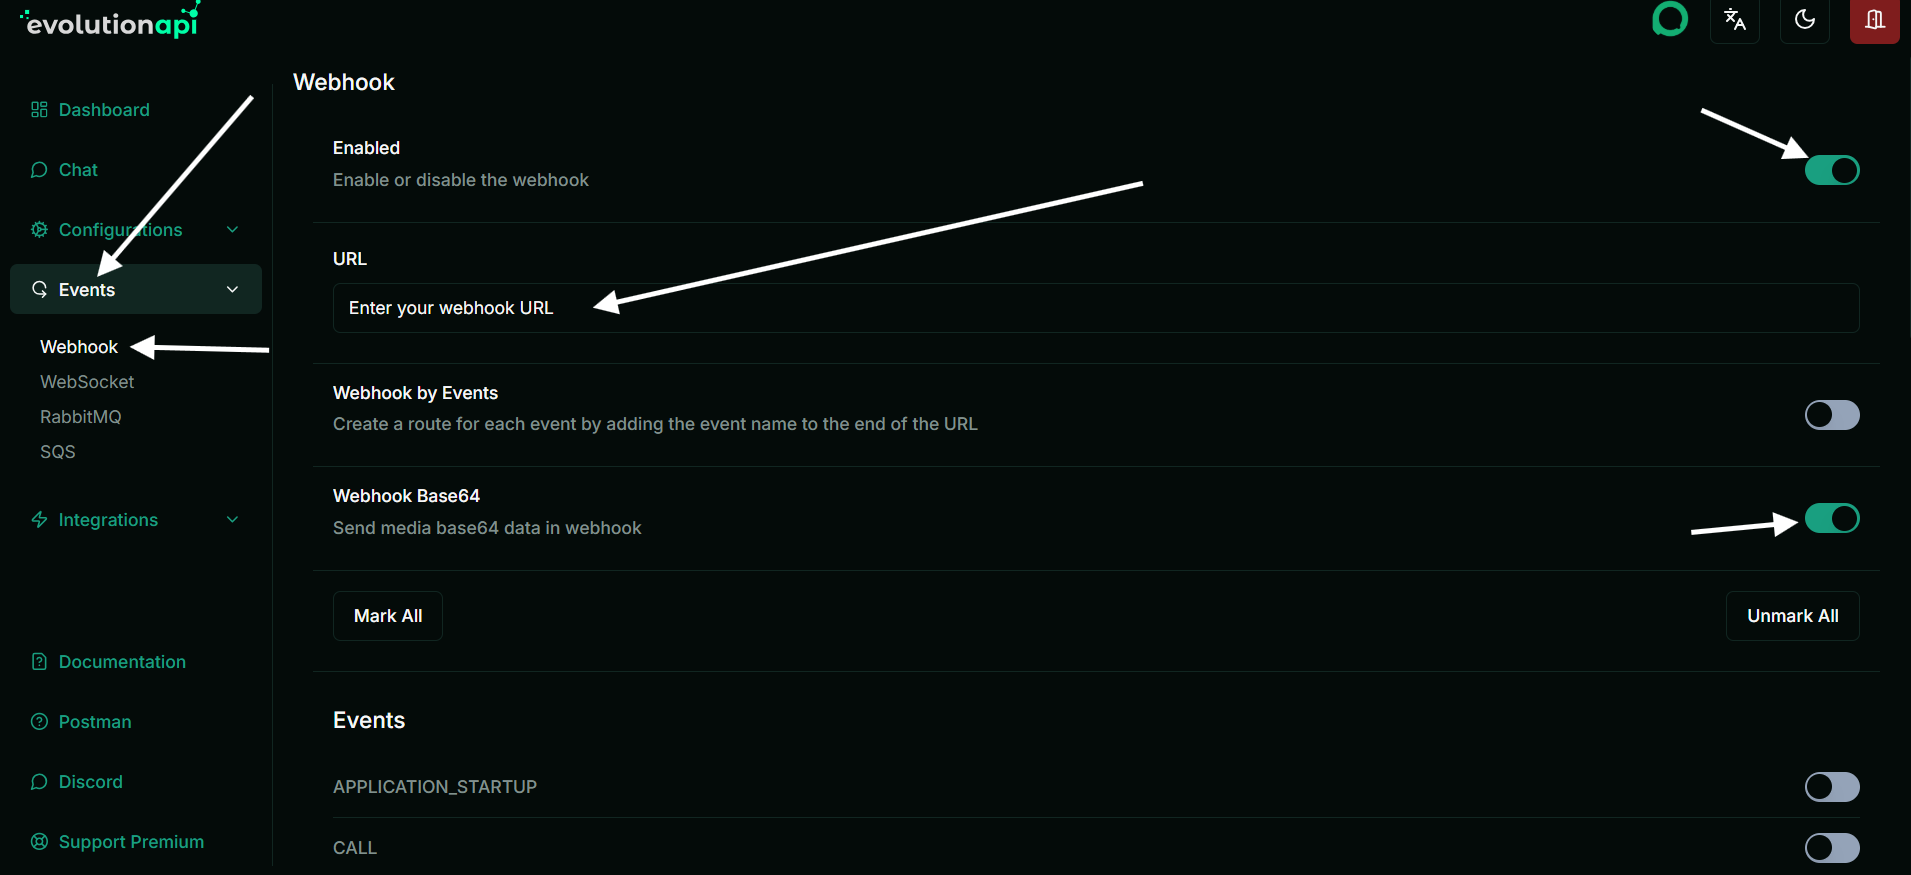 evolutionapi
Dashboard
Chat
Configurations
Events
Webhook
WebSocket
RabbitMQ
SQS
Integrations
Documentation
Postman
Discord
Support Premium
Webhook
Enabled
Enable or disable the webhook
URL
Enter your webhook URL
Webhook by Events
Create a route for each event by adding the event name to the end of the URL
Webhook Base64
Send media base64 data in webhook
Mark All
Unmark All
Events
APPLICATION_STARTUP
CALL